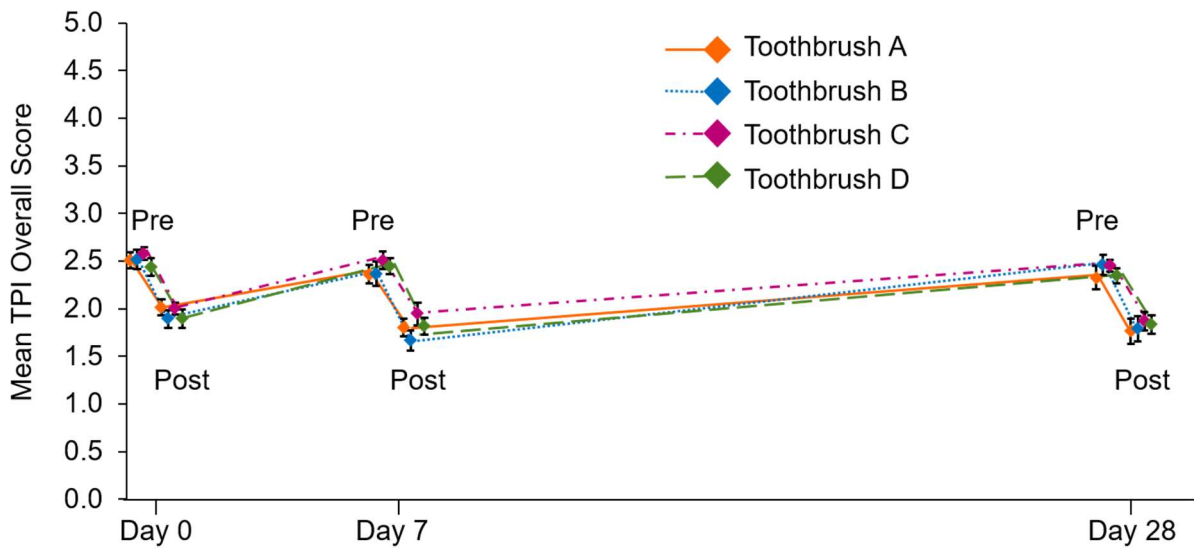 Mean TPI Overall Score
5.0
4.5
4.0
3.5
3.0
2.5
2.0
1.5
1.0
0.5
0.0
Toothbrush A
Toothbrush B
Toothbrush C
Toothbrush D
Pre
Pre
Pre
Post
Post
Post
Day 0
Day 7
Day 28